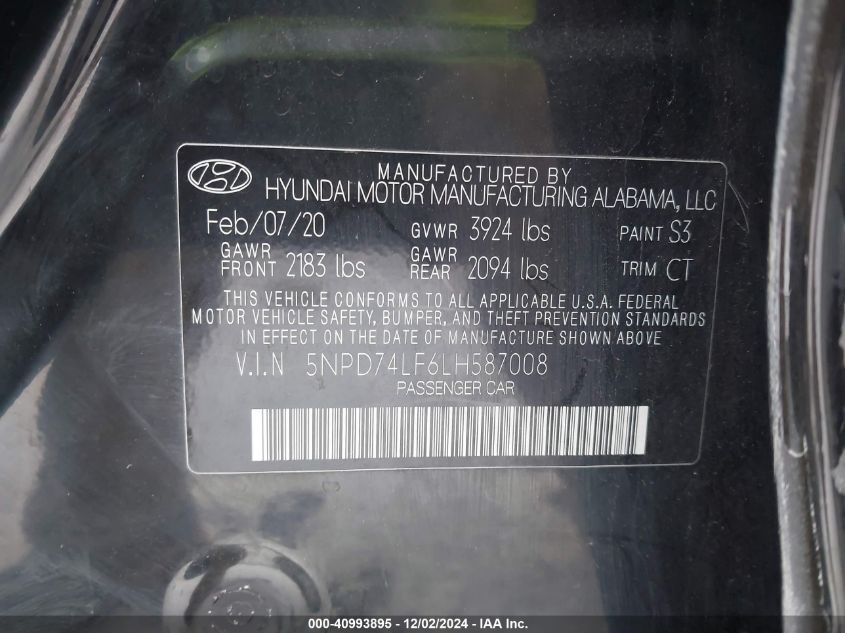 MANUFACTURED BY
HYUNDAI MOTOR MANUFACTURING ALABAMA, LLC
Feb/07/20 GVWR 3924 lbs PAINT S3
GAWR FRONT 2183 lbs GAWR REAR 2094 lbs TRIM CT
THIS VEHICLE CONFORMS TO ALL APPLICABLE U.S.A. FEDERAL
MOTOR VEHICLE SAFETY, BUMPER, AND THEFT PREVENTION STANDARDS
IN EFFECT ON THE DATE OF MANUFACTURE SHOWN ABOVE.
V.I.N 5NPD74LF6LH587008
PASSENGER CAR
000-40993895 - 12/02/2024 - IAA Inc.